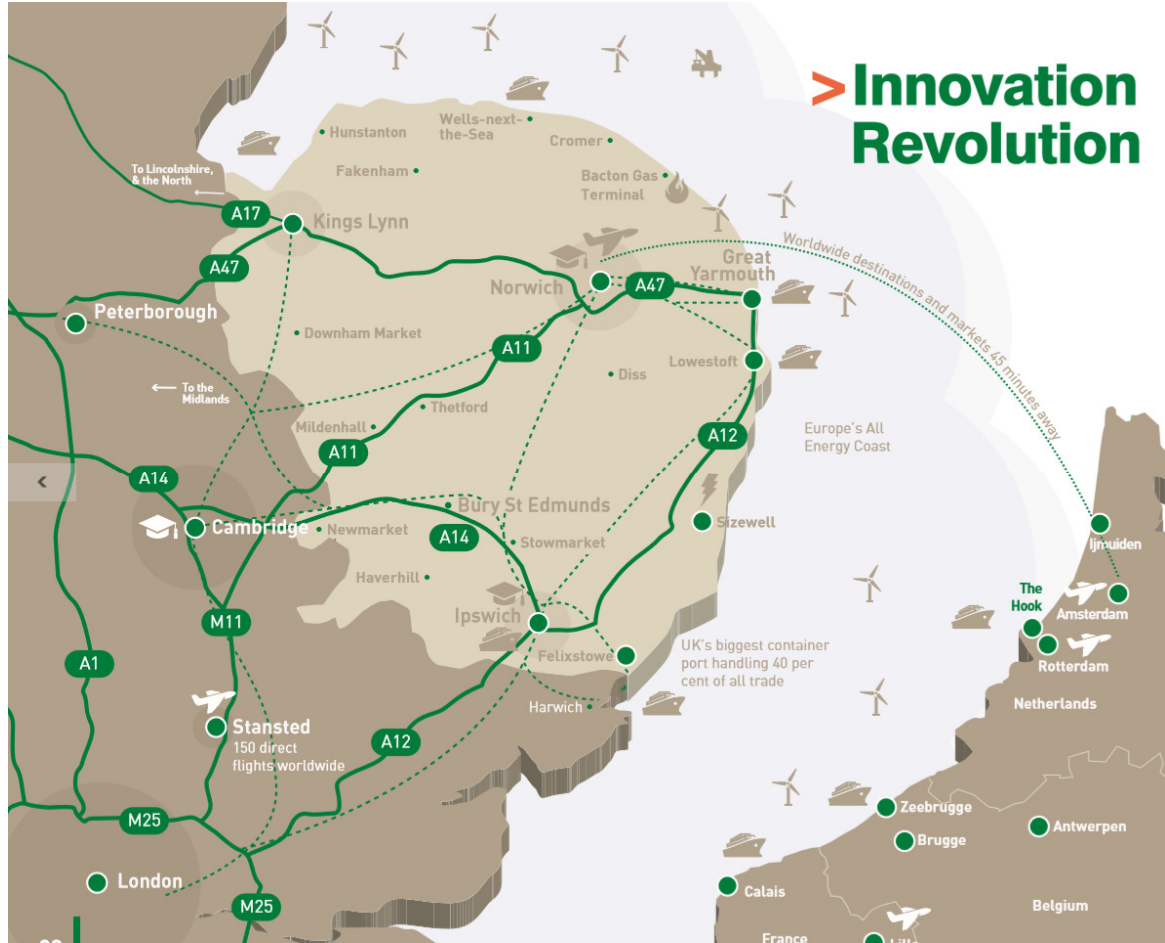 > Innovation
Revolution
Hunstanton
Wells-next-
the-Sea
Cromer
Fakenham
Bacton Gas
Terminal
To Lincolnshire,
& the North
A17
Kings Lynn
A47
Peterborough
Norwich
A47
Great
Yarmouth
Worldwide destinations and markets 45 minutes away
Downham Market
A11
Lowestoft
Diss
To the
Midlands
Thetford
Mildenhall
A11
A12
Europe's All
Energy Coast
A14
Cambridge
Newmarket
Bury St Edmunds
A14
Stowmarket
Sizewell
Haverhill
Ipswich
Felixstowe
UK's biggest container
port handling 40 per
cent of all trade
Harwich
M11
A1
Stansted
150 direct
flights worldwide
A12
M25
London
M25
Ijmuiden
The
Hook
Amsterdam
Rotterdam
Netherlands
Zeebrugge
Brugge
Antwerpen
Calais
Belgium
France